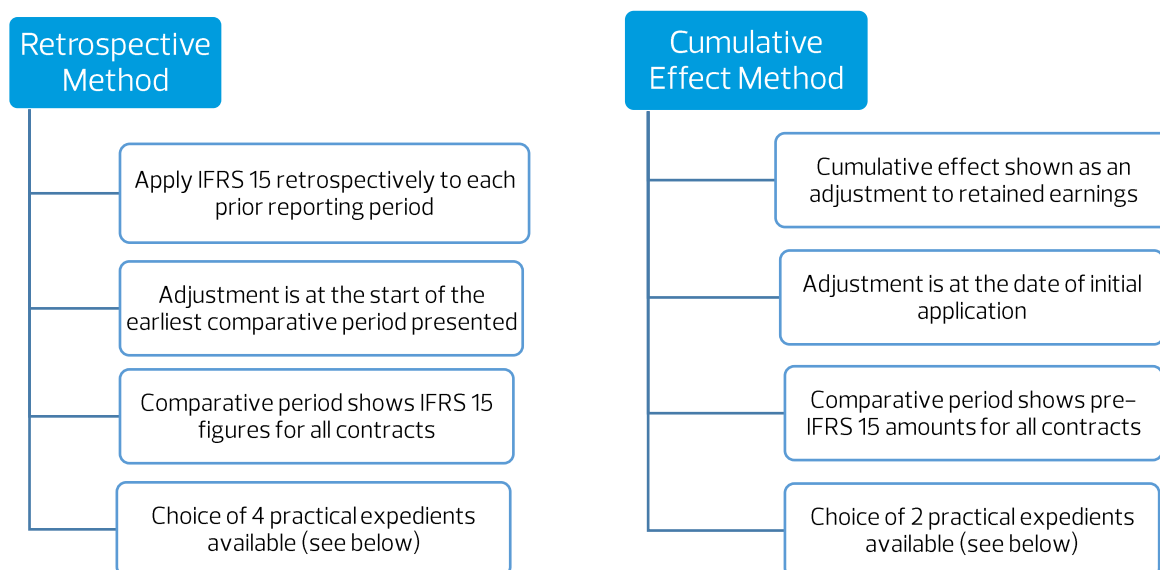 Retrospective
Method
Apply IFRS 15 retrospectively to each
prior reporting period
Adjustment is at the start of the
earliest comparative period presented
Comparative period shows IFRS 15
figures for all contracts
Choice of 4 practical expedients
available (see below)
Cumulative
Effect Method
Cumulative effect shown as an
adjustment to retained earnings
Adjustment is at the date of initial
application
Comparative period shows pre–
IFRS 15 amounts for all contracts
Choice of 2 practical expedients
available (see below)